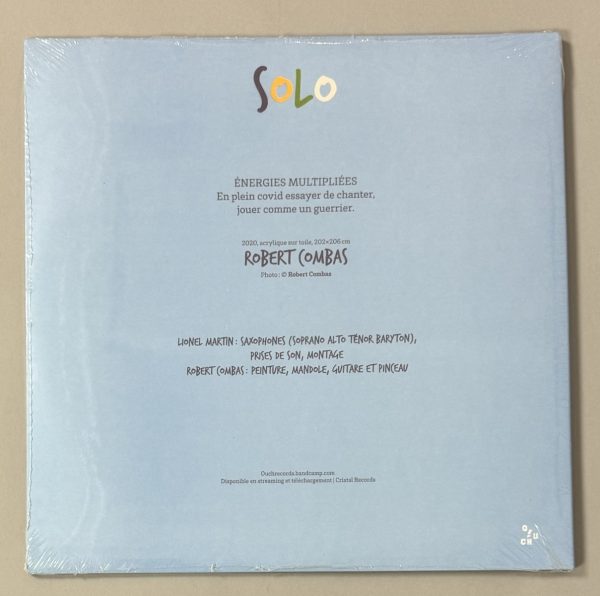 SOLO
ÉNERGIES MULTIPLIÉES
En plein covid essayer de chanter,
jouer comme un guerrier.
2020, acrylique sur toile, 202×206 cm
ROBERT COMBAS
Photo : © Robert Combas
LIONEL MARTIN : SAXOPHONES (SOPRANO ALTO TÉNOR BARYTON),
PRISES DE SON, MONTAGE
ROBERT COMBAS : PEINTURE, MANDOLE, GUITARE ET PINCEAU
Ouchrecords.bandcamp.com
Disponible en streaming et téléchargement | Cristal Records
O ! U
CH